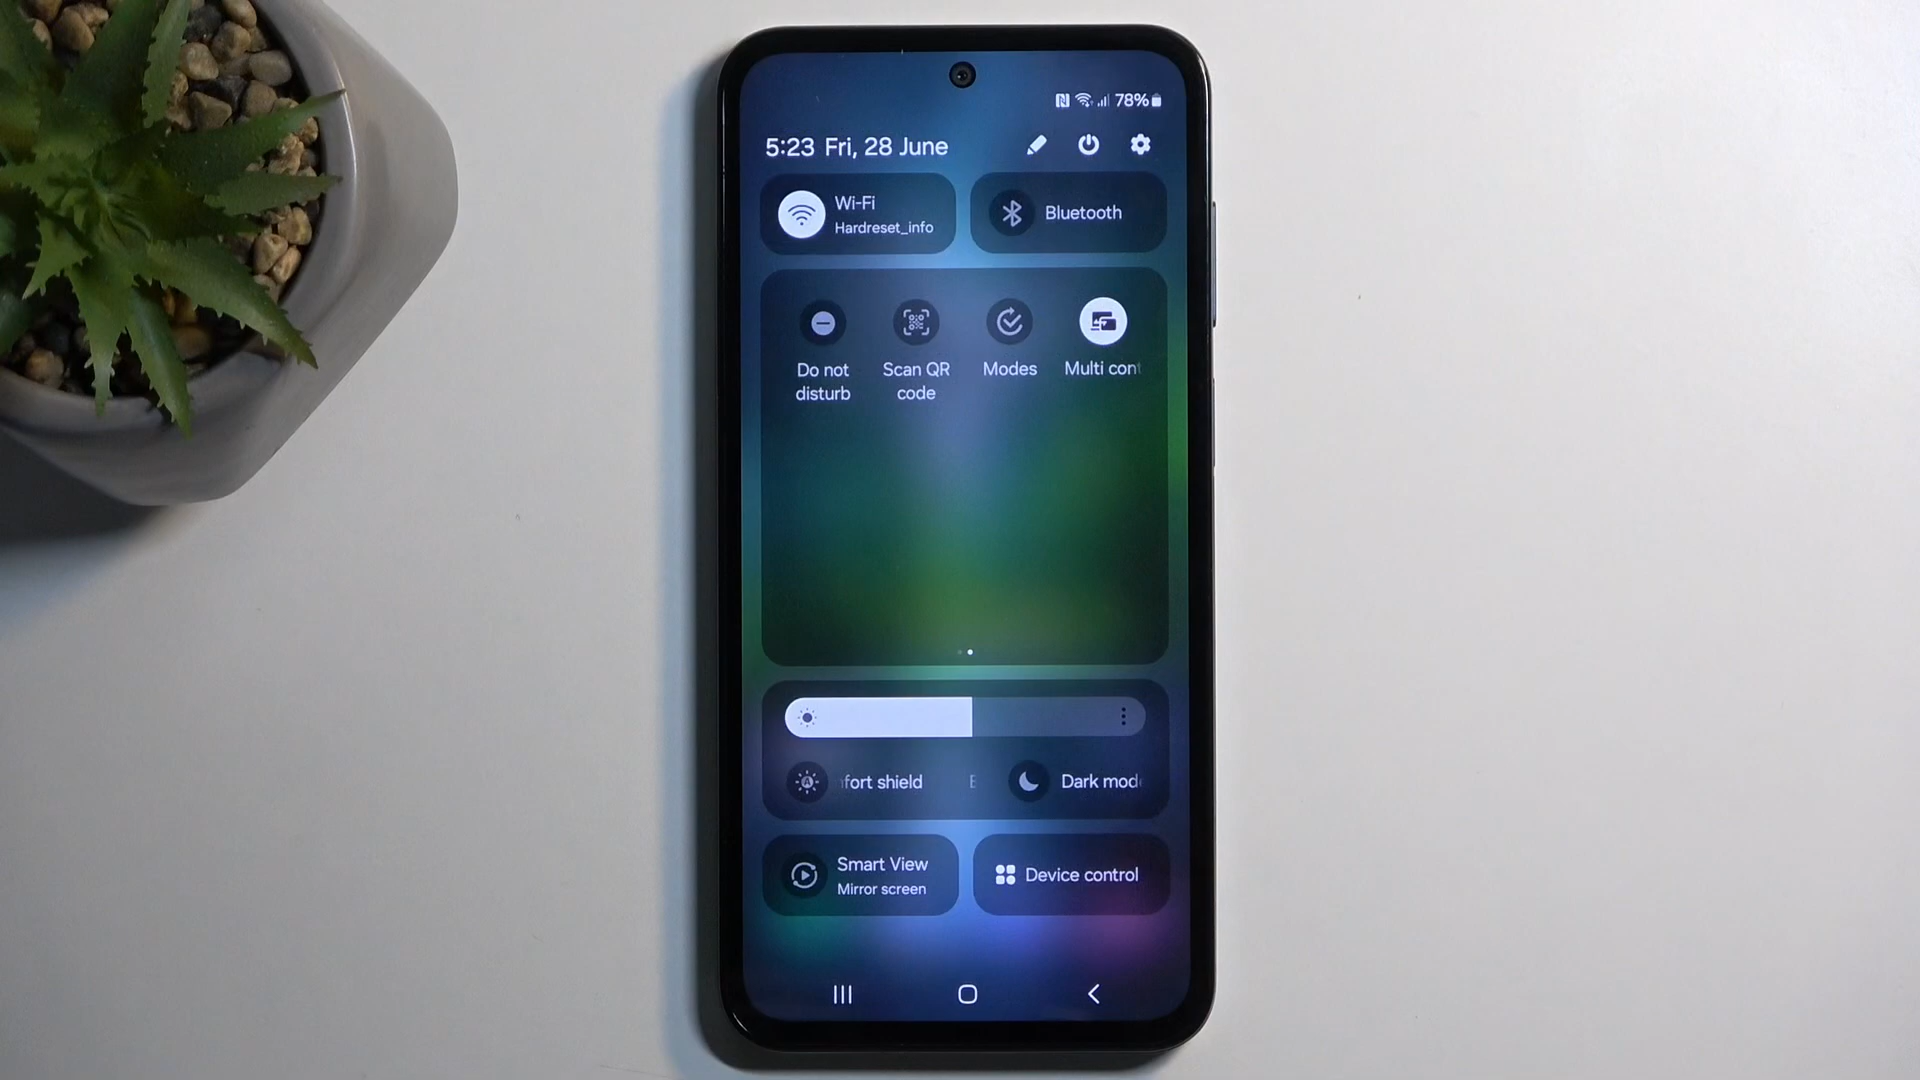 78%
5:23 Fri, 28 June
Wi-Fi
Hardreset_info
Bluetooth
Do not
disturb
Scan QR
code
Modes
Multi cont
fort shield
E
Dark mod
Smart View
Mirror screen
Device control